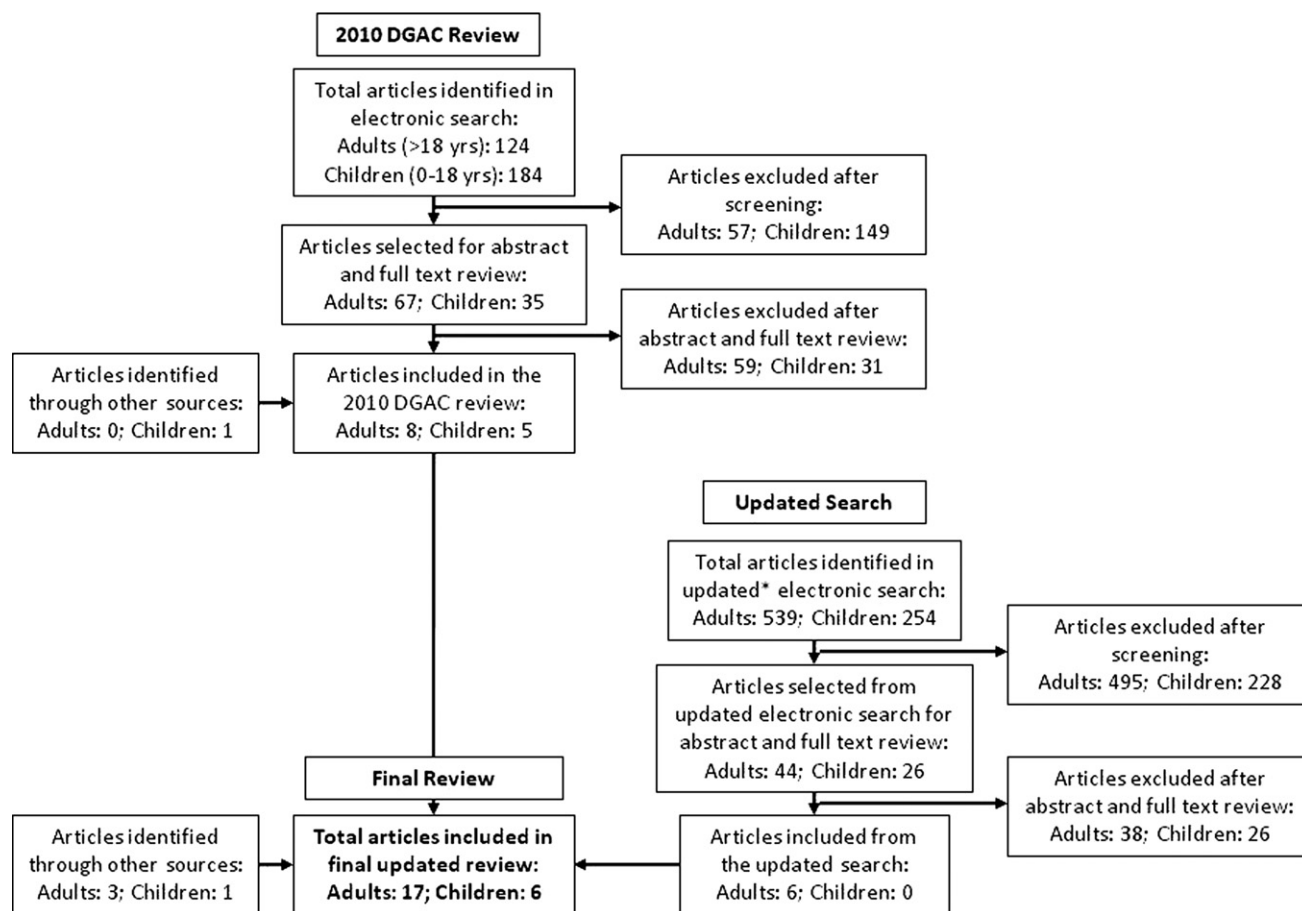 2010 DGAC Review
Total articles identified in
electronic search:
Adults (>18 yrs): 124
Children (0-18 yrs): 184
Articles excluded after
screening:
Adults: 57; Children: 149
Articles selected for abstract
and full text review:
Adults: 67; Children: 35
Articles excluded after
abstract and full text review:
Adults: 59; Children: 31
Articles identified
through other sources:
Adults: 0; Children: 1
Articles included in the
2010 DGAC review:
Adults: 8; Children: 5
Updated Search
Total articles identified in
updated* electronic search:
Adults: 539; Children: 254
Articles excluded after
screening:
Adults: 495; Children: 228
Articles selected from
updated electronic search for
abstract and full text review:
Adults: 44; Children: 26
Articles excluded after
abstract and full text review:
Adults: 38; Children: 26
Final Review
Articles identified
through other sources:
Adults: 3; Children: 1
Total articles included in
final updated review:
Adults: 17; Children: 6
Articles included from
the updated search:
Adults: 6; Children: 0